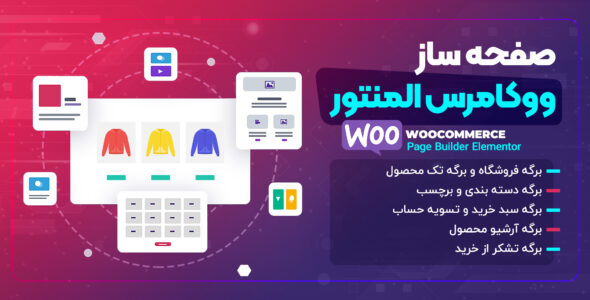 صفحه ساز
ووکامرس المنتور
WOO WOOCOMMERCE
Page Builder Elementor
برگه فروشگاه و برگه تک محصول
برگه دسته بندی و برچسب
برگه سبد خرید و تسویه حساب
برگه آرشیو محصول
برگه تشکر از خرید